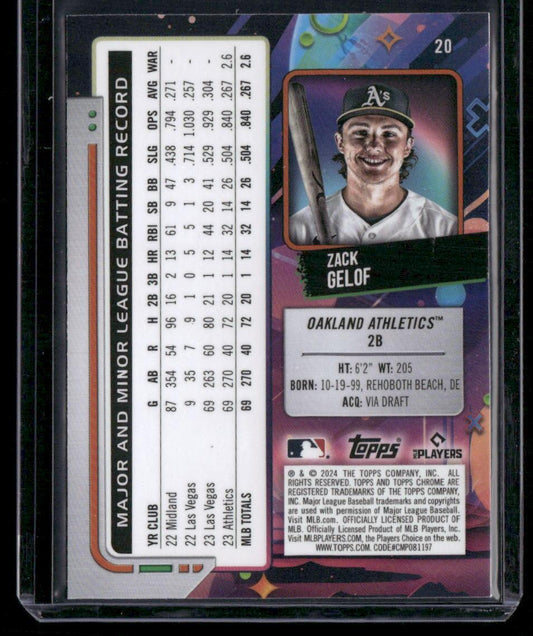 MAJOR AND MINOR LEAGUE BATTING RECORD
YR CLUB G AB R H 2B 3B HR RBI SB BB SLG OPS AVG WAR
22 Midland 87 354 54 96 16 2 13 61 9 47 .438 .794 .271 -
22 Las Vegas 9 35 7 9 1 0 5 5 1 3 .714 1.030 .257 -
23 Las Vegas 69 263 60 80 21 1 12 44 20 41 .529 .929 .304 -
23 Athletics 69 270 40 72 20 1 14 32 14 26 .504 .840 .267 2.6
MLB TOTALS 69 270 40 72 20 1 14 32 14 26 .504 .840 .267 2.6
20
A's
ZACK
GELOF
OAKLAND ATHLETICS™
2B
HT: 6'2" WT: 205
BORN: 10-19-99, REHOBOTH BEACH, DE
ACQ: VIA DRAFT
topps
MLB PLAYERS
® & © 2024 THE TOPPS COMPANY, INC. ALL
RIGHTS RESERVED. TOPPS AND TOPPS CHROME ARE
REGISTERED TRADEMARKS OF THE TOPPS COMPANY,
INC. Major League Baseball trademarks and copyrights
are used with permission of Major League Baseball.
Visit MLB.com. OFFICIALLY LICENSED PRODUCT OF
MLB. Officially Licensed Product of MLB Players, Inc.
Visit MLBPLAYERS.com, the Players Choice on the web.
WWW.TOPPS.COM. CODE#CMP081197